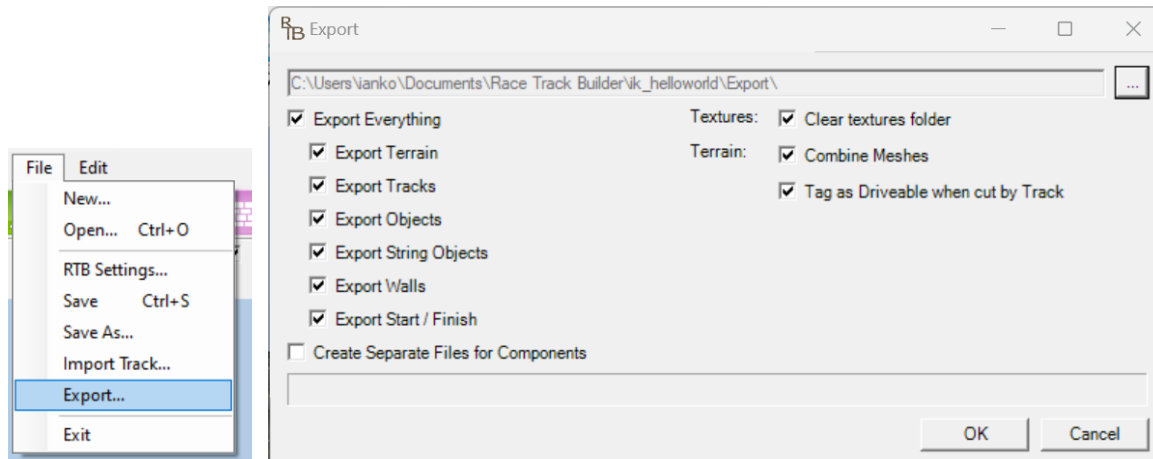 File Edit
New...
Open... Ctrl+O
RTB Settings...
Save Ctrl+S
Save As...
Import Track...
Export...
Exit
RTB Export
C:\Users\ianko\Documents\Race Track Builder\ik_helloworld\Export\
...
Export Everything
Textures: Clear textures folder
Export Terrain
Terrain: Combine Meshes
Export Tracks
Tag as Driveable when cut by Track
Export Objects
Export String Objects
Export Walls
Export Start / Finish
Create Separate Files for Components
OK Cancel